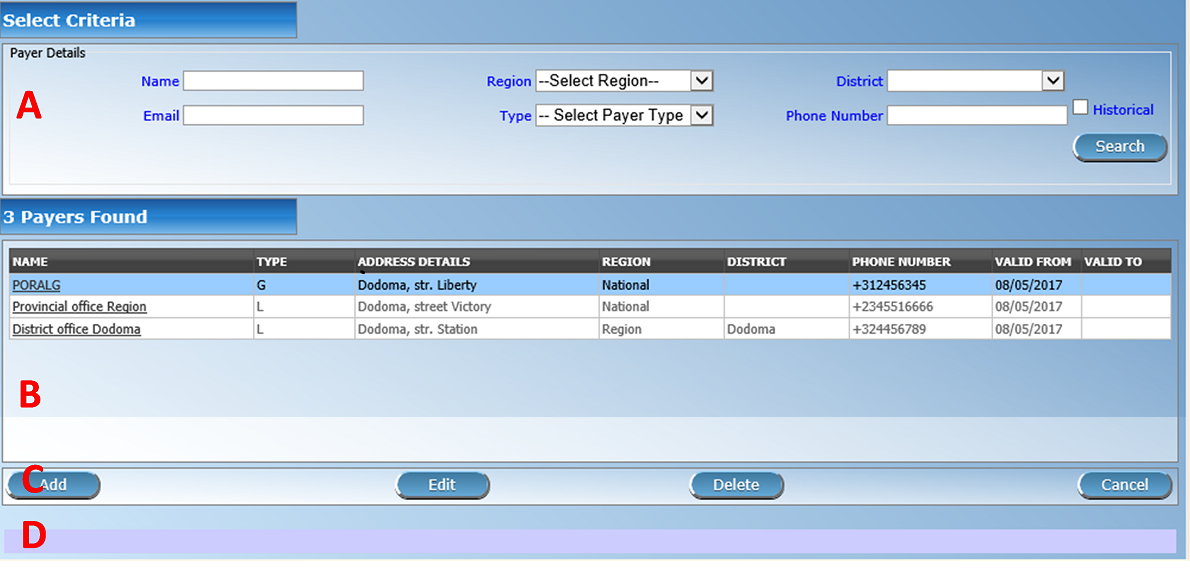 Select Criteria
Payer Details
Name Region --Select Region-- District
A
Email Type -- Select Payer Type Phone Number Historical
Search
3 Payers Found
NAME TYPE ADDRESS DETAILS REGION DISTRICT PHONE NUMBER VALID FROM VALID TO
PORALG G Dodoma, str. Liberty National +312456345 08/05/2017
Provincial office Region L Dodoma, street Victory National +2345516666 08/05/2017
District office Dodoma L Dodoma, str. Station Region Dodoma +324456789 08/05/2017
B
C Add Edit Delete Cancel
D